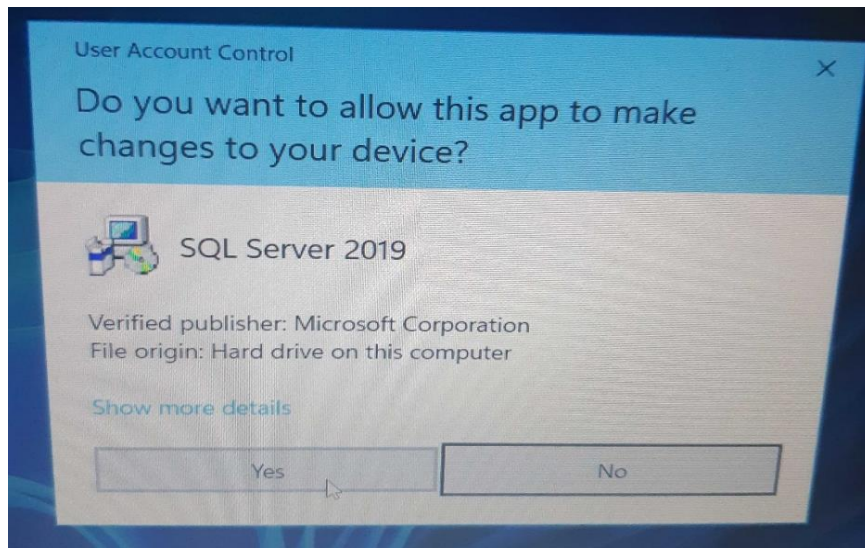 User Account Control
Do you want to allow this app to make
changes to your device?
SQL Server 2019
Verified publisher: Microsoft Corporation
File origin: Hard drive on this computer
Show more details
Yes
No